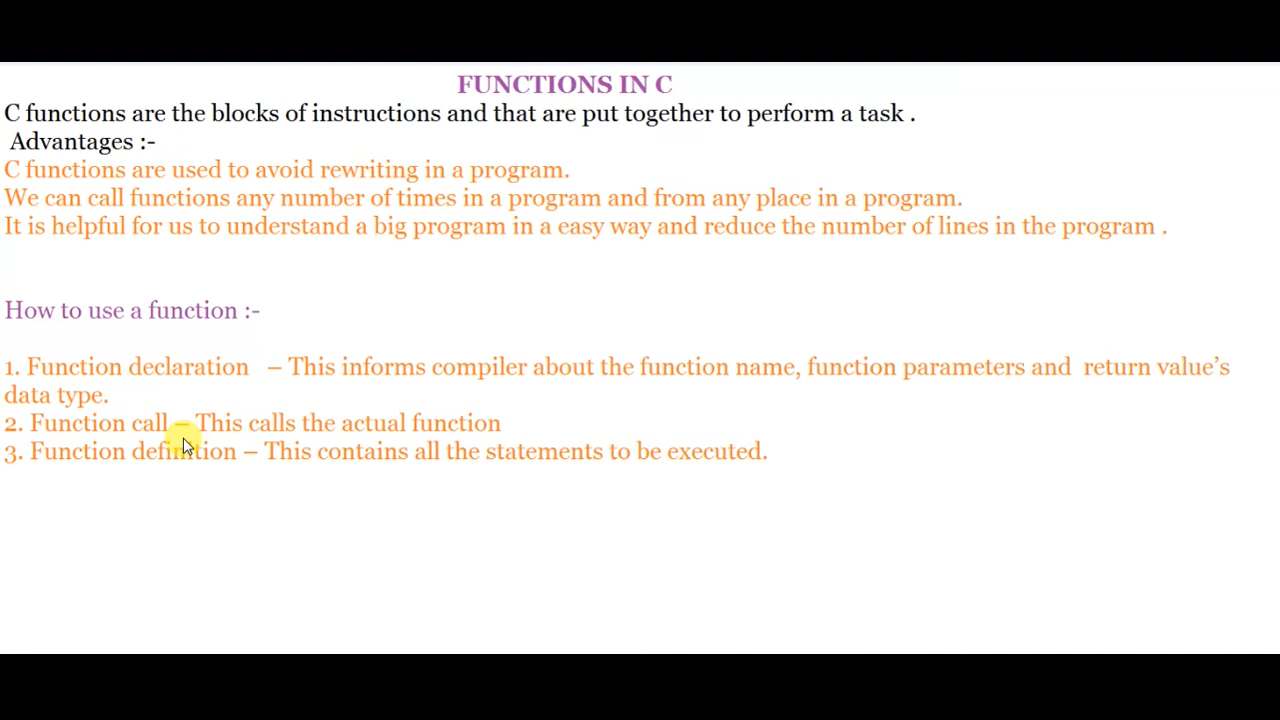 FUNCTIONS IN C
C functions are the blocks of instructions and that are put together to perform a task .
Advantages :-
C functions are used to avoid rewriting in a program.
We can call functions any number of times in a program and from any place in a program.
It is helpful for us to understand a big program in a easy way and reduce the number of lines in the program .
How to use a function :-
1. Function declaration – This informs compiler about the function name, function parameters and return value’s
data type.
2. Function call – This calls the actual function
3. Function definition – This contains all the statements to be executed.